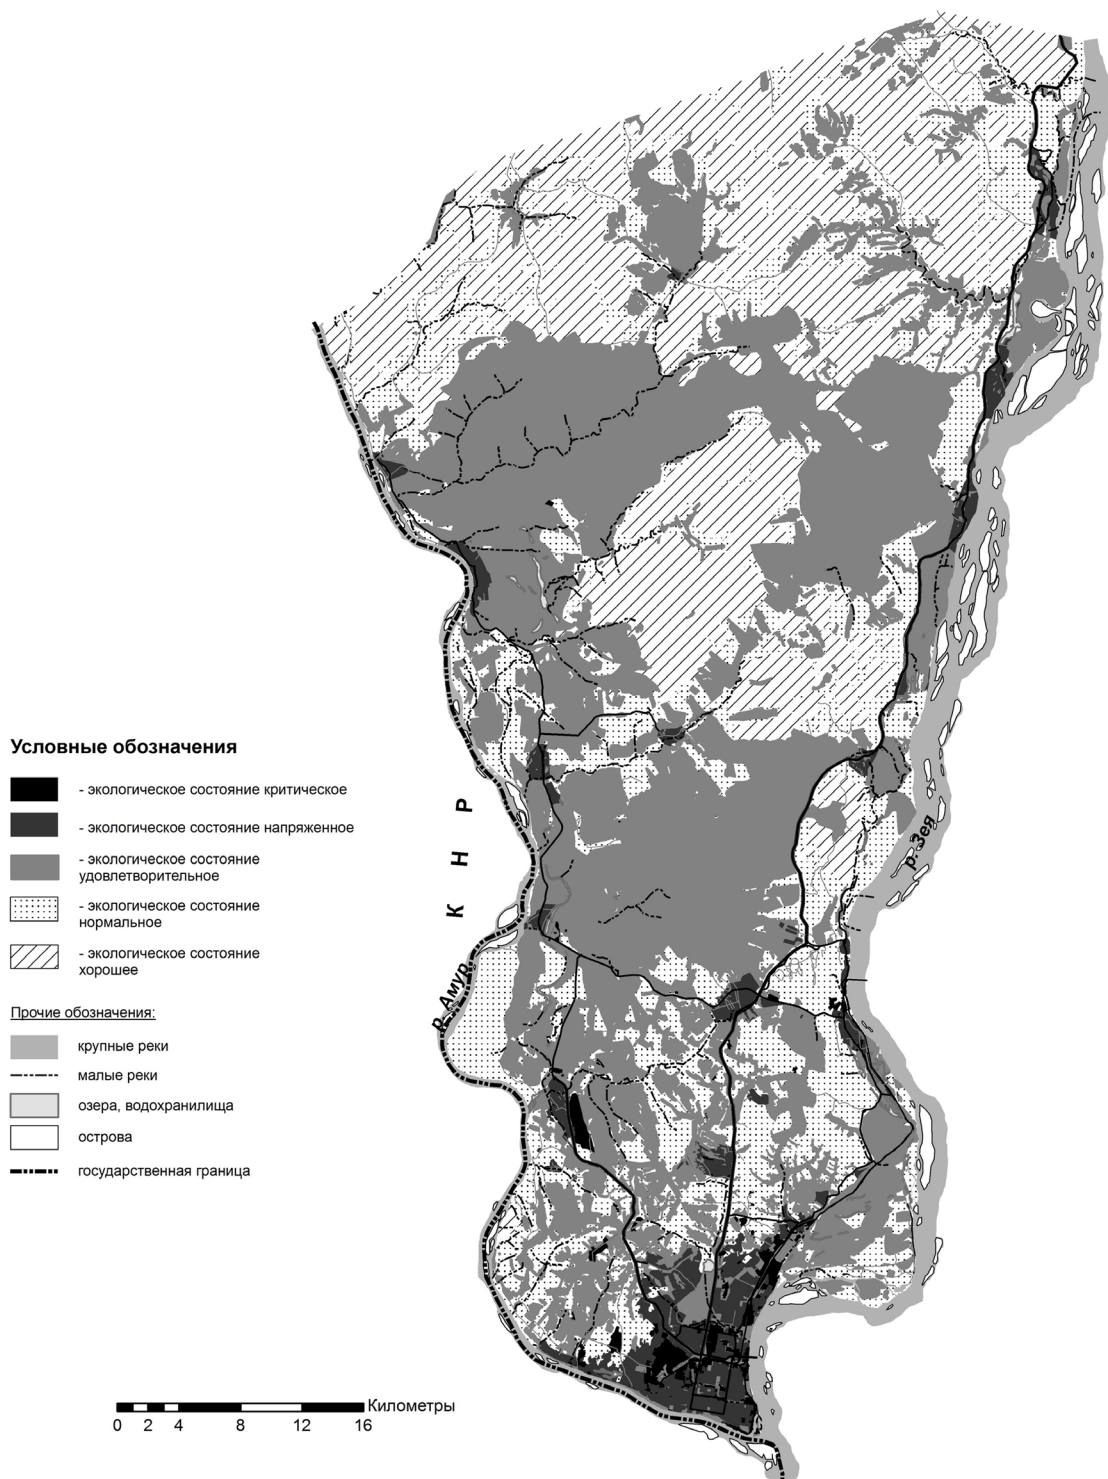 Условные обозначения
- экологическое состояние критическое
- экологическое состояние напряженное
- экологическое состояние
удовлетворительное
- экологическое состояние
нормальное
- экологическое состояние
хорошее
Прочие обозначения:
крупные реки
малые реки
озера, водохранилища
острова
государственная граница
К Н Р
р. Амур
р. Зея
Километры
0 2 4 8 12 16